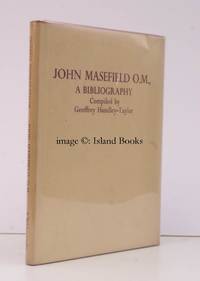 JOHN MASEFIELD O.M.,
A BIBLIOGRAPHY
Compiled by
Geoffrey Handley-Taylor
image ©: Island Books